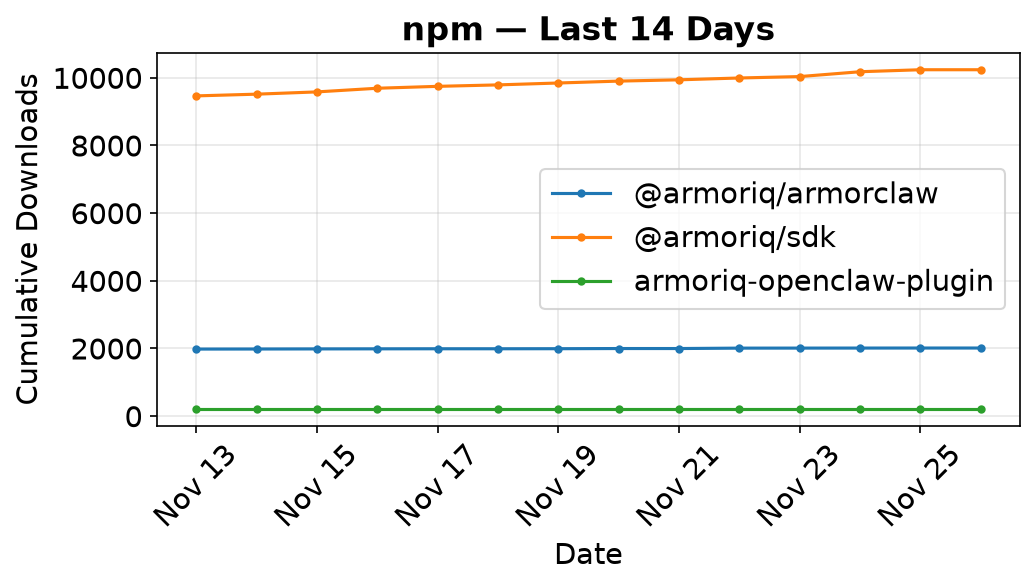 npm — Last 14 Days
Cumulative Downloads
10000
8000
6000
4000
2000
0
@armoriq/armorclaw
@armoriq/sdk
armoriq-openclaw-plugin
Nov 13
Nov 15
Nov 17
Nov 19
Nov 21
Nov 23
Nov 25
Date